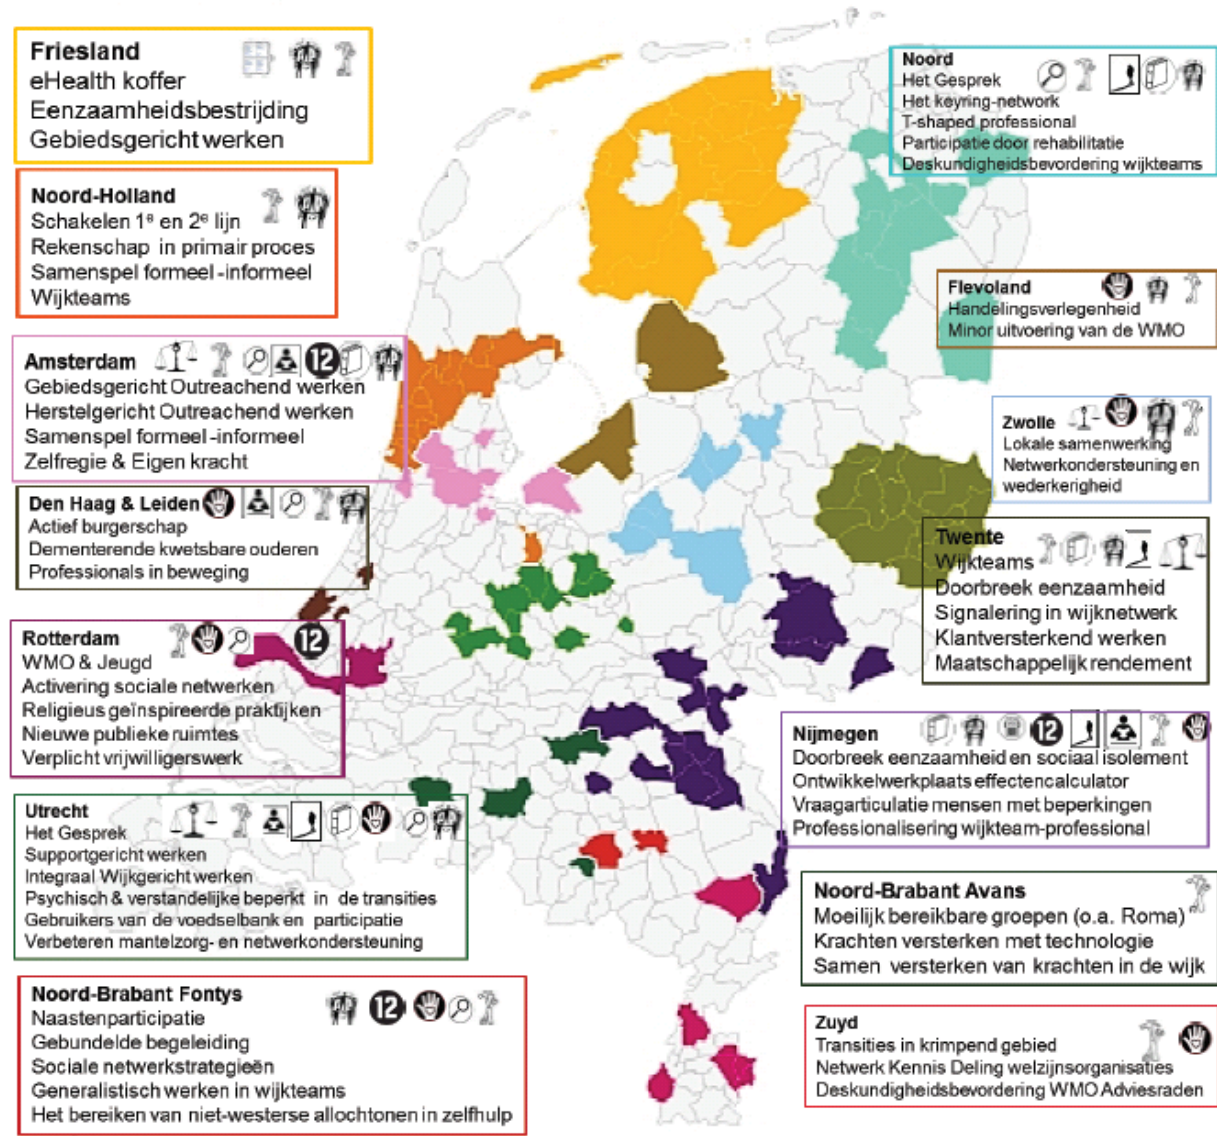 Friesland
eHealth koffer
Eenzaamheidsbestrijding
Gebiedsgericht werken
Noord-Holland
Schakelen 1e en 2e lijn
Rekenschap in primair proces
Samenspel formeel-informeel
Wijkteams
Amsterdam 12
Gebiedsgericht Outreachend werken
Herstelgericht Outreachend werken
Samenspel formeel-informeel
Zelfregie & Eigen kracht
Den Haag & Leiden
Actief burgerschap
Dementerende kwetsbare ouderen
Professionals in beweging
Rotterdam 12
WMO & Jeugd
Activering sociale netwerken
Religieus geïnspireerde praktijken
Nieuwe publieke ruimtes
Verplicht vrijwilligerswerk
Utrecht
Het Gesprek
Supportgericht werken
Integraal Wijkgericht werken
Psychisch & verstandelijke beperkt in de transities
Gebruikers van de voedselbank en participatie
Verbeteren mantelzorg- en netwerkondersteuning
Noord-Brabant Fontys 12
Naastenparticipatie
Gebundelde begeleiding
Sociale netwerkstrategieën
Generalistisch werken in wijkteams
Het bereiken van niet-westerse allochtonen in zelfhulp
Noord
Het Gesprek
Het keyring-network
T-shaped professional
Participatie door rehabilitatie
Deskundigheidsbevordering wijkteams
Flevoland
Handelingsverlegenheid
Minor uitvoering van de WMO
Zwolle
Lokale samenwerking
Netwerkondersteuning en
wederkerigheid
Twente
Wijkteams
Doorbreek eenzaamheid
Signalering in wijknetwerk
Klantversterkend werken
Maatschappelijk rendement
Nijmegen 12
Doorbreek eenzaamheid en sociaal isolement
Ontwikkelwerkplaats effectencalculator
Vraagarticulatie mensen met beperkingen
Professionalisering wijkteam-professional
Noord-Brabant Avans
Moeilijk bereikbare groepen (o.a. Roma)
Krachten versterken met technologie
Samen versterken van krachten in de wijk
Zuyd
Transities in krimpend gebied
Netwerk Kennis Deling welzijnsorganisaties
Deskundigheidsbevordering WMO Adviesraden